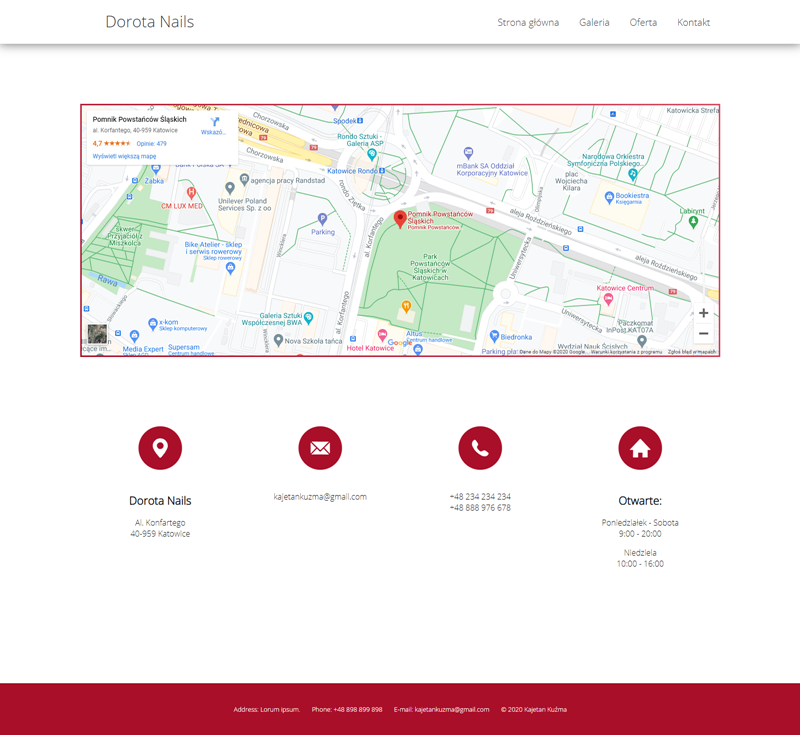 Dorota Nails
Strona główna
Galeria
Oferta
Kontakt
Pomnik Powstańców Śląskich
al. Korfantego, 40-959 Katowice
4,7
Opinie: 479
Wyświetl większą mapę
Wskazó...
Chorzowska
Chorzowska
Spodek
Rondo Sztuki -
Galeria ASP
Katowice Rondo
rondo Ziętka
79
mBank SA Oddział
Korporacyjny Katowice
Katowicka Strefa
Narodowa Orkiestra
Symfoniczna Polskiego...
plac
Wojciecha
Kilara
Bookiestra
Księgarnia
Labirynt
Olimpijska
Żabka
CM LUX MED
agencja pracy Randstad
Unilever Poland
Services Sp. z oo
Parking
skwer
Przyjaciół z
Miszkolca
Bike Atelier - sklep
i serwis rowerowy
Sklep rowerowy
al. Korfantego
Pomnik Powstańców
Śląskich
Pomnik Powstańców
79
aleja Roździeńskiego
aleja Roździeńskiego
79
Park
Powstańców
Śląskich w
Katowicach
Uniwersytecka
Rawa
Katowice Centrum
x-kom
Sklep komputerowy
Galeria Sztuki
Współczesnej BWA
al. Korfantego
Uniwersytecka
Paczkomat
InPost KAT07A
Media Expert
Supersam
Centrum handlowe
Nova Szkoła tańca
Hotel Katowice
Altus
Centrum handlowe
Biedronka
Wydział Nauk Ścisłych
Google
Dane do Mapy ©2020 Google
Warunki korzystania z programu
Zgłoś błąd w mapach
+
−
Dorota Nails
Al. Konfartego
40-959 Katowice
kajetankuzma@gmail.com
+48 234 234 234
+48 888 976 678
Otwarte:
Poniedziałek - Sobota
9:00 - 20:00
Niedziela
10:00 - 16:00
Address: Lorum ipsum.
Phone: +48 898 899 898
E-mail: kajetankuzma@gmail.com
© 2020 Kajetan Kuźma